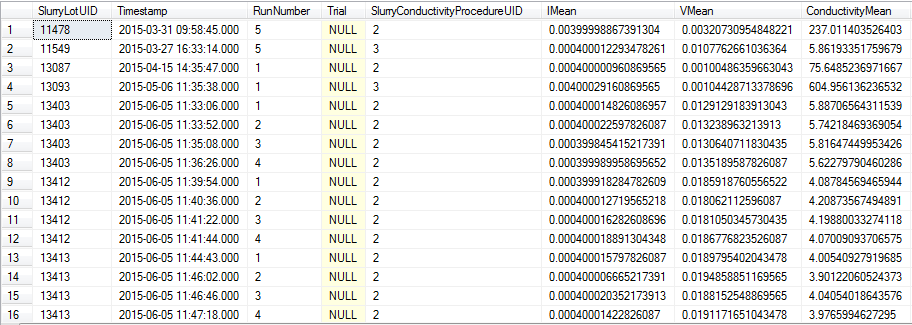 SlurryLotUID Timestamp RunNumber Trial SlurryConductivityProcedureUID IMean VMean ConductivityMean
1 11478 2015-03-31 09:58:45.000 5 NULL 2 0.00399998867391304 0.00320730954848221 237.011403526403
2 11549 2015-03-27 16:33:14.000 5 NULL 3 0.000400012293478261 0.0107762661036364 5.86193351759679
3 13087 2015-04-15 14:35:47.000 1 NULL 2 0.000400000960869565 0.00100486359663043 75.6485236971667
4 13093 2015-05-06 11:35:38.000 1 NULL 3 0.00400029160869565 0.00104428713378696 604.956136236532
5 13403 2015-06-05 11:33:06.000 1 NULL 2 0.000400014826086957 0.0129129183913043 5.88706564311539
6 13403 2015-06-05 11:33:52.000 2 NULL 2 0.000400022597826087 0.013238963213913 5.74218469369054
7 13403 2015-06-05 11:35:08.000 3 NULL 2 0.000399845415217391 0.0130640711830435 5.81647449953426
8 13403 2015-06-05 11:36:26.000 4 NULL 2 0.000399989958695652 0.0135189587826087 5.62279790460286
9 13412 2015-06-05 11:39:54.000 1 NULL 2 0.000399918284782609 0.0185918760556522 4.08784569465944
10 13412 2015-06-05 11:40:36.000 2 NULL 2 0.000400012719565218 0.018062112596087 4.20873567494891
11 13412 2015-06-05 11:41:22.000 3 NULL 2 0.000400016282608696 0.0181050345730435 4.19880033274118
12 13412 2015-06-05 11:41:44.000 4 NULL 2 0.000400018891304348 0.0186776823526087 4.07009093706575
13 13413 2015-06-05 11:44:43.000 1 NULL 2 0.000400015797826087 0.0189795402043478 4.00540927919685
14 13413 2015-06-05 11:46:02.000 2 NULL 2 0.000400006665217391 0.0194858851169565 3.90122060524373
15 13413 2015-06-05 11:46:46.000 3 NULL 2 0.000400020352173913 0.0188152548869565 4.04054018643576
16 13413 2015-06-05 11:47:18.000 4 NULL 2 0.00040001422826087 0.0191171651043478 3.9765994627295